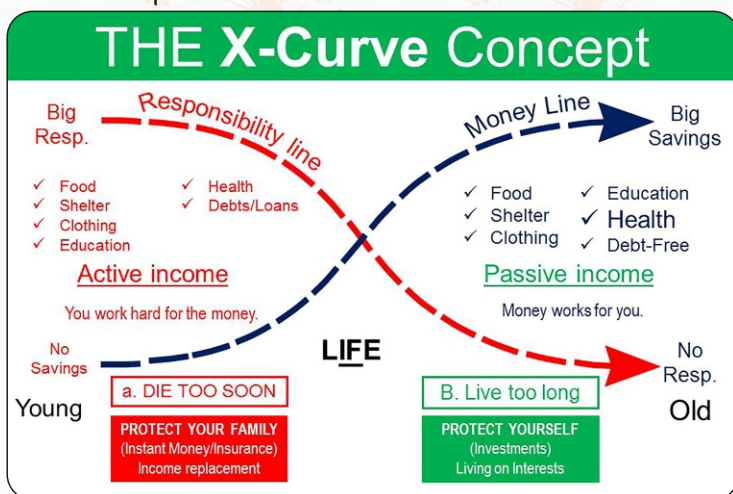 THE X-Curve Concept
Big
Resp.
Responsibility line
Money Line
Big
Savings
✓ Food
✓ Shelter
✓ Clothing
✓ Education
✓ Health
✓ Debts/Loans
✓ Food
✓ Shelter
✓ Clothing
✓ Education
✓ Health
✓ Debt-Free
Active income
You work hard for the money.
Passive income
Money works for you.
No
Savings
LIFE
No
Resp.
Young
a. DIE TOO SOON
B. Live too long
Old
PROTECT YOUR FAMILY
(Instant Money/Insurance)
Income replacement
PROTECT YOURSELF
(Investments)
Living on Interests